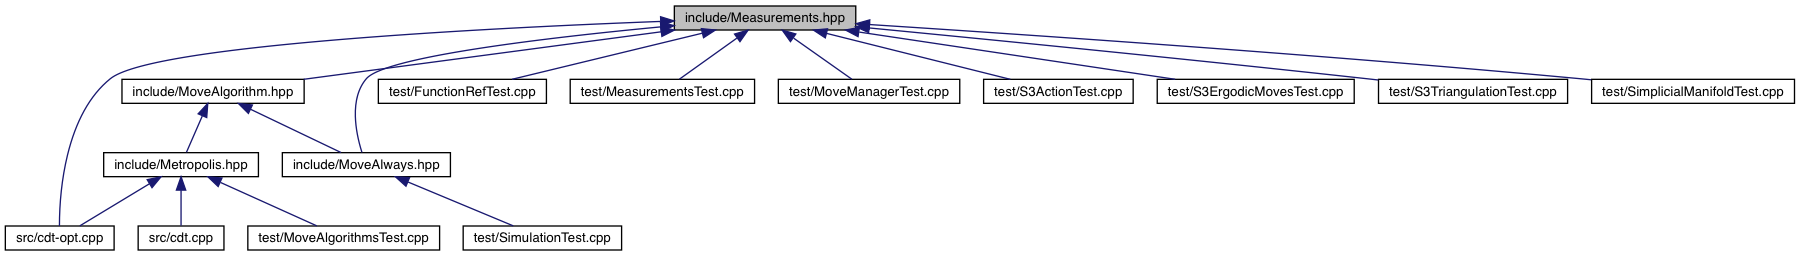 include/Measurements.hpp
include/MoveAlgorithm.hpp
test/FunctionRefTest.cpp
test/MeasurementsTest.cpp
test/MoveManagerTest.cpp
test/S3ActionTest.cpp
test/S3ErgodicMovesTest.cpp
test/S3TriangulationTest.cpp
test/SimplicialManifoldTest.cpp
include/Metropolis.hpp
include/MoveAlways.hpp
src/cdt-opt.cpp
src/cdt.cpp
test/MoveAlgorithmsTest.cpp
test/SimulationTest.cpp